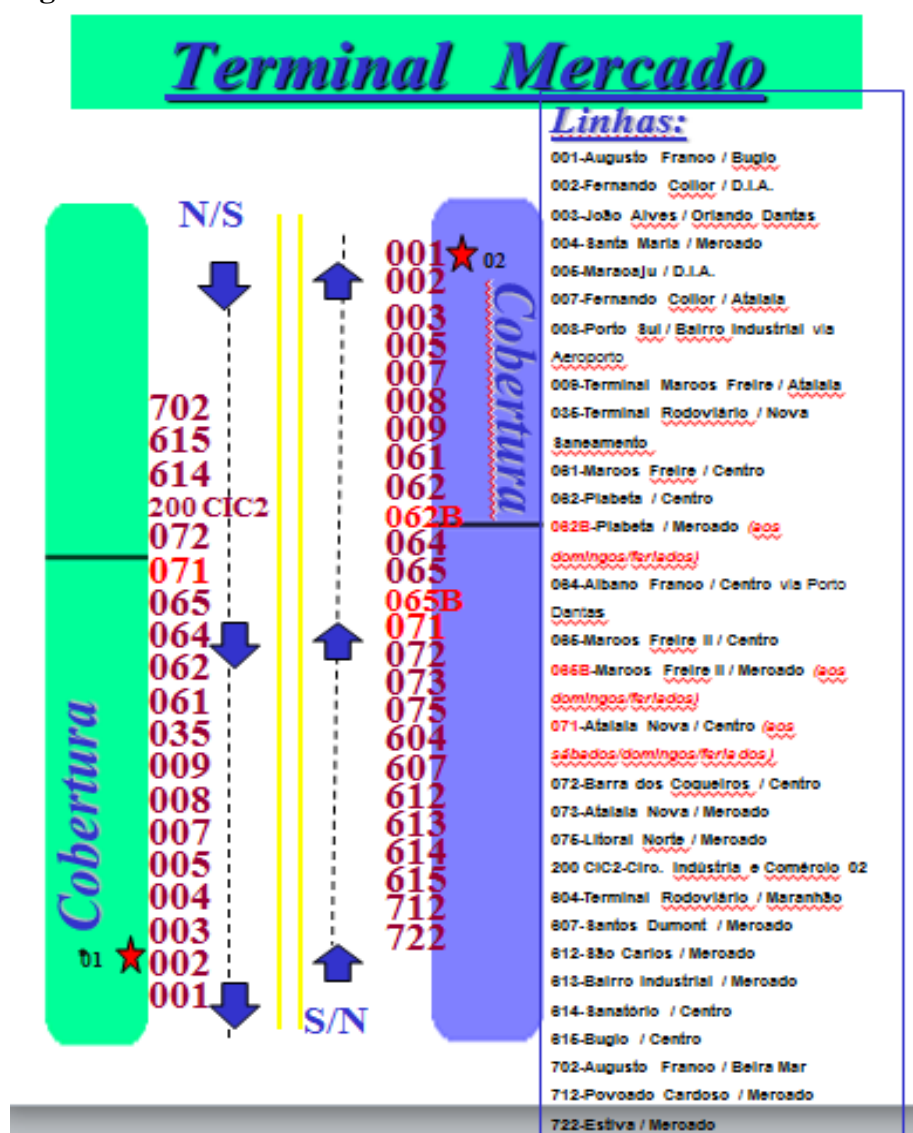 Terminal Mercado
N/S
702
615
614
200 CIC2
072
071
065
064
062
061
035
009
008
007
005
004
003
002
001
Cobertura
01
S/N
001
002
003
005
007
008
009
061
062
062B
064
065
065B
071
072
073
075
604
607
612
613
614
615
712
722
02
Cobertura
Linhas:
001-Augusto Franco / Bugio
002-Fernando Collor / D.I.A.
003-João Alves / Orlando Dantas
004-Santa Maria / Mercado
005-Maracaju / D.I.A.
007-Fernando Collor / Atalaia
008-Porto Sul / Bairro Industrial via
Aeroporto
009-Terminal Marcos Freire / Atalaia
035-Terminal Rodoviário / Nova
Saneamento
061-Marcos Freire / Centro
062-Piabeta / Centro
062B-Piabeta / Mercado (aos
domingos/feriados)
064-Albano Franco / Centro via Porto
Dantas
065-Marcos Freire II / Centro
065B-Marcos Freire II / Mercado (aos
domingos/feriados)
071-Atalaia Nova / Centro (aos
sábados/domingos/feriados)
072-Barra dos Coqueiros / Centro
073-Atalaia Nova / Mercado
075-Litoral Norte / Mercado
200 CIC2-Circ. Indústria e Comércio 02
604-Terminal Rodoviário / Maranhão
607-Santos Dumont / Mercado
612-São Carlos / Mercado
613-Bairro Industrial / Mercado
614-Sanatório / Centro
615-Bugio / Centro
702-Augusto Franco / Beira Mar
712-Povoado Cardoso / Mercado
722-Estiva / Mercado